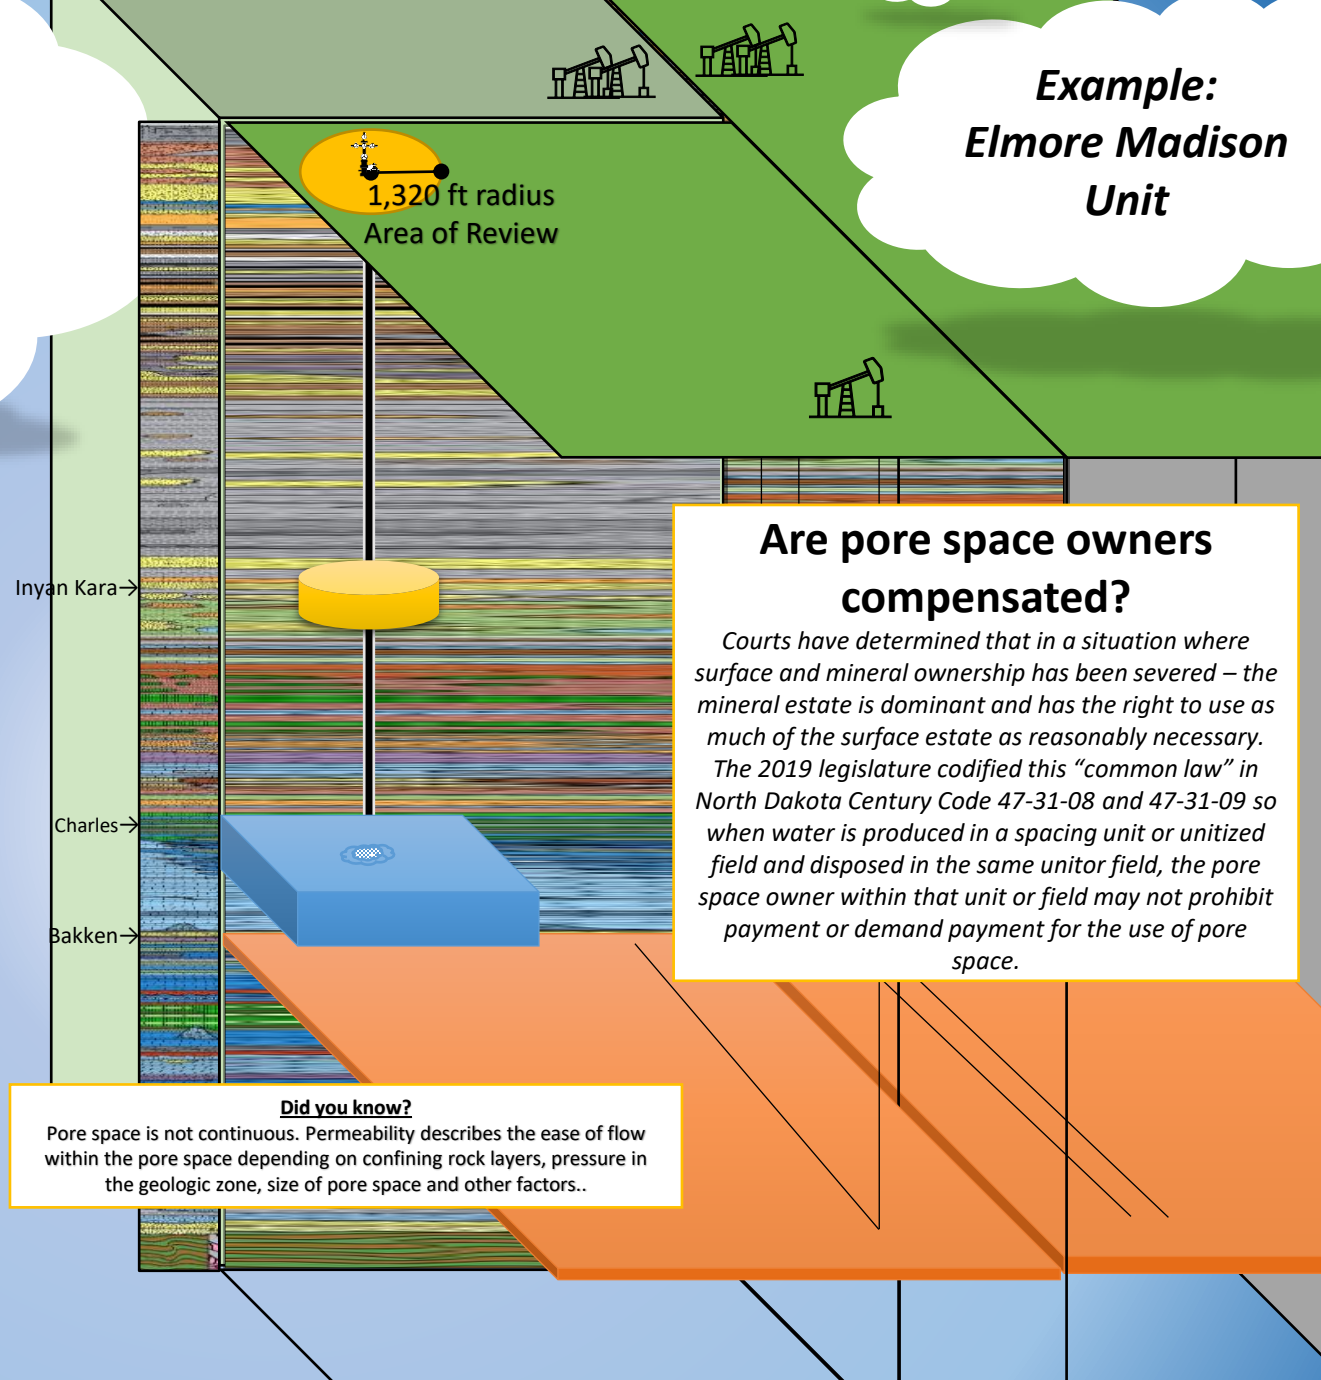 Example:
Elmore Madison
Unit
1,320 ft radius
Area of Review
Inyan Kara→
Charles→
Bakken→
Are pore space owners
compensated?
Courts have determined that in a situation where
surface and mineral ownership has been severed – the
mineral estate is dominant and has the right to use as
much of the surface estate as reasonably necessary.
The 2019 legislature codified this “common law” in
North Dakota Century Code 47-31-08 and 47-31-09 so
when water is produced in a spacing unit or unitized
field and disposed in the same unitor field, the pore
space owner within that unit or field may not prohibit
payment or demand payment for the use of pore
space.
Did you know?
Pore space is not continuous. Permeability describes the ease of flow
within the pore space depending on confining rock layers, pressure in
the geologic zone, size of pore space and other factors..